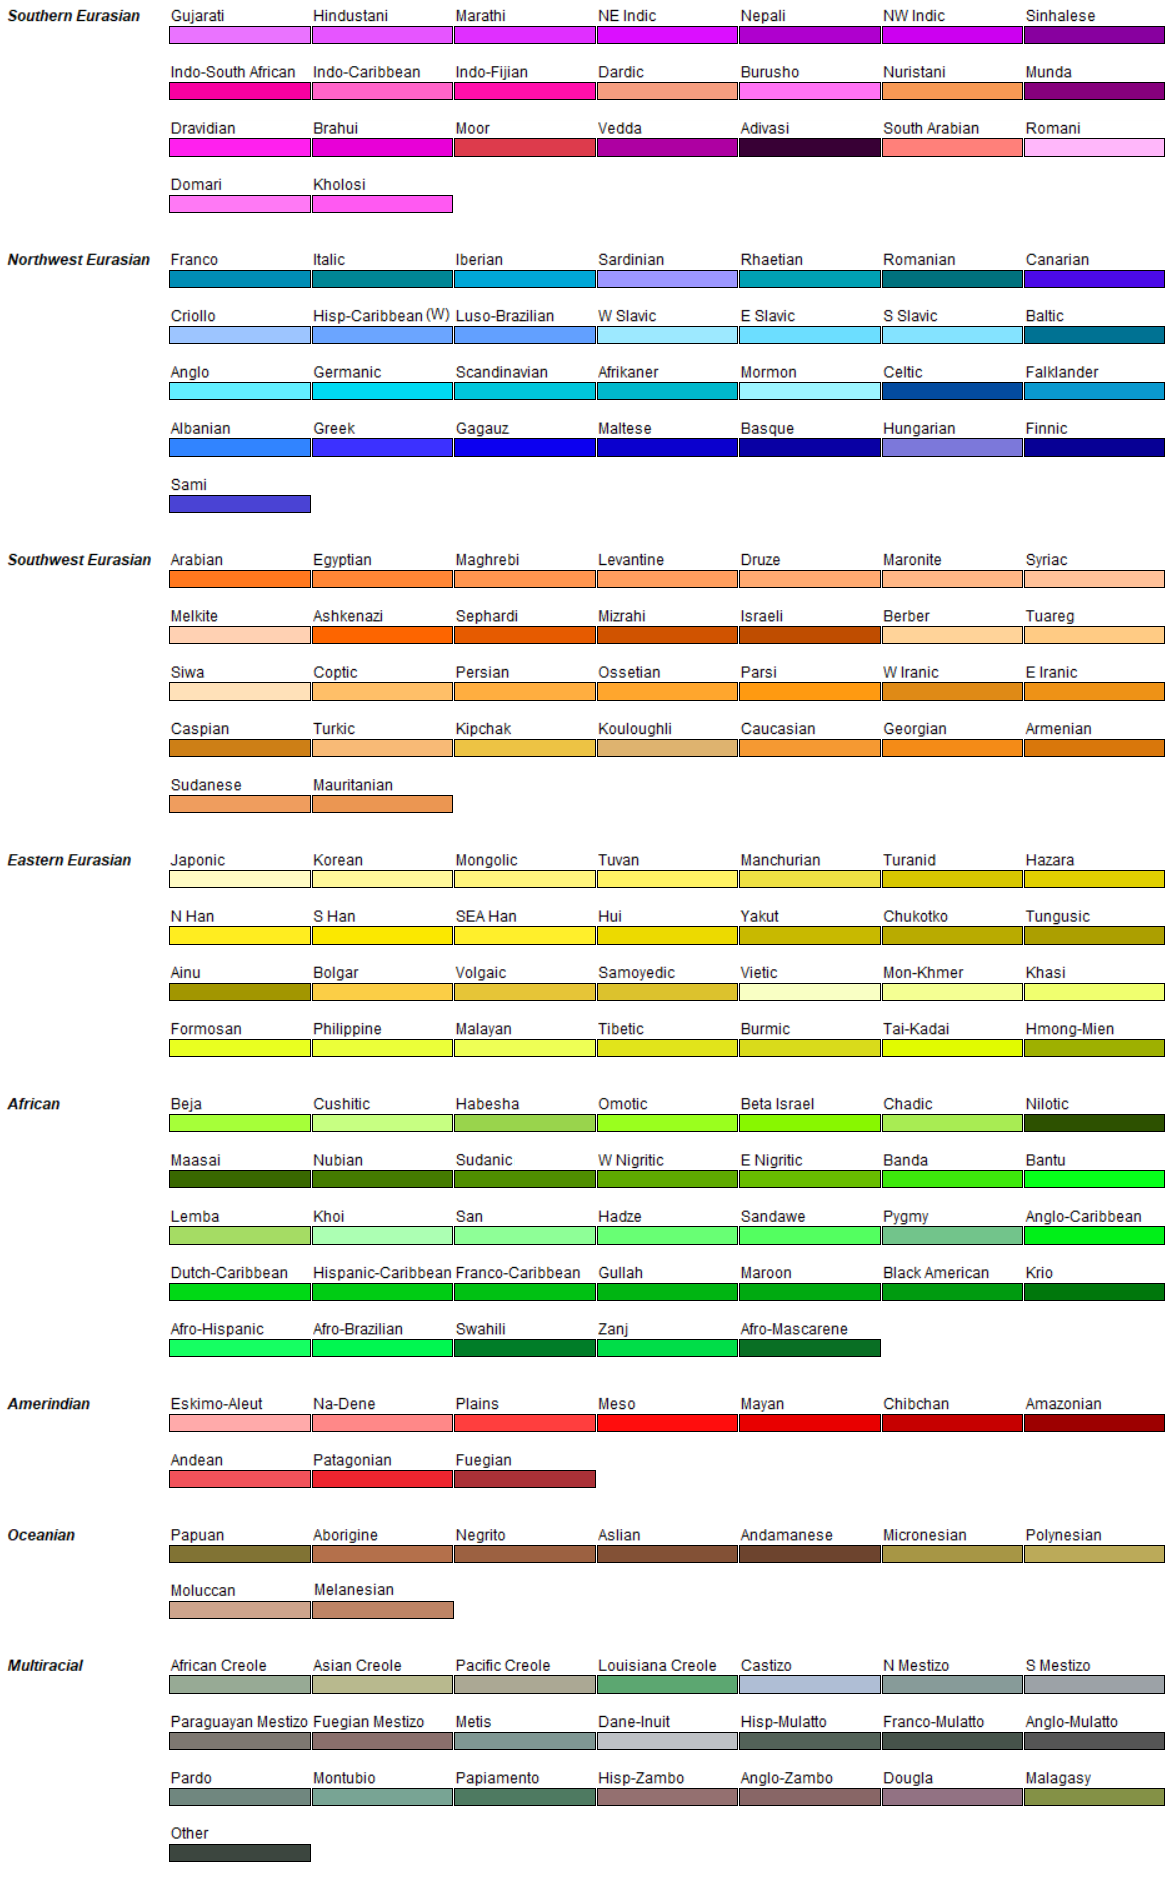 Southern Eurasian Gujarati Hindustani Marathi NE Indic Nepali NW Indic Sinhalese
Indo-South African Indo-Caribbean Indo-Fijian Dardic Burusho Nuristani Munda
Dravidian Brahui Moor Vedda Adivasi South Arabian Romani
Domari Kholosi
Northwest Eurasian Franco Italic Iberian Sardinian Rhaetian Romanian Canarian
Criollo Hisp-Caribbean (W) Luso-Brazilian W Slavic E Slavic S Slavic Baltic
Anglo Germanic Scandinavian Afrikaner Mormon Celtic Falklander
Albanian Greek Gagauz Maltese Basque Hungarian Finnic
Sami
Southwest Eurasian Arabian Egyptian Maghrebi Levantine Druze Maronite Syriac
Melkite Ashkenazi Sephardi Mizrahi Israeli Berber Tuareg
Siwa Coptic Persian Ossetian Parsi W Iranic E Iranic
Caspian Turkic Kipchak Kouloughli Caucasian Georgian Armenian
Sudanese Mauritanian
Eastern Eurasian Japonic Korean Mongolic Tuvan Manchurian Turanid Hazara
N Han S Han SEA Han Hui Yakut Chukotko Tungusic
Ainu Bolgar Volgaic Samoyedic Vietic Mon-Khmer Khasi
Formosan Philippine Malayan Tibetic Burmic Tai-Kadai Hmong-Mien
African Beja Cushitic Habesha Omotic Beta Israel Chadic Nilotic
Maasai Nubian Sudanic W Nigritic E Nigritic Banda Bantu
Lemba Khoi San Hadze Sandawe Pygmy Anglo-Caribbean
Dutch-Caribbean Hispanic-Caribbean Franco-Caribbean Gullah Maroon Black American Krio
Afro-Hispanic Afro-Brazilian Swahili Zanj Afro-Mascarene
Amerindian Eskimo-Aleut Na-Dene Plains Meso Mayan Chibchan Amazonian
Andean Patagonian Fuegian
Oceanian Papuan Aborigine Negrito Aslian Andamanese Micronesian Polynesian
Moluccan Melanesian
Multiracial African Creole Asian Creole Pacific Creole Louisiana Creole Castizo N Mestizo S Mestizo
Paraguayan Mestizo Fuegian Mestizo Metis Dane-Inuit Hisp-Mulatto Franco-Mulatto Anglo-Mulatto
Pardo Montubio Papiamento Hisp-Zambo Anglo-Zambo Dougla Malagasy
Other